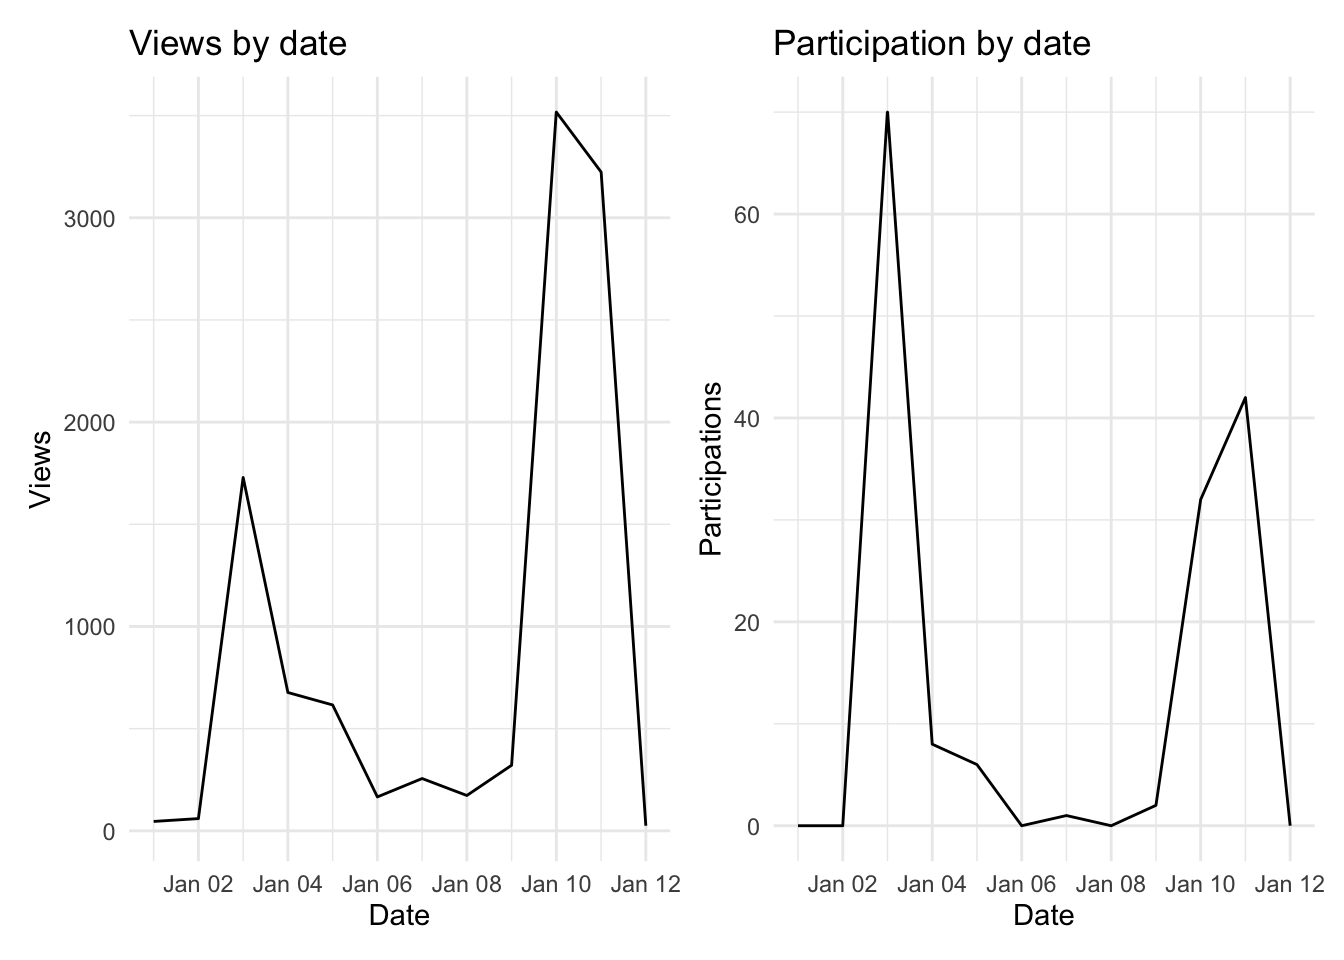 Views by date
Views
3000
2000
1000
0
Jan 02 Jan 04 Jan 06 Jan 08 Jan 10 Jan 12
Date
Participation by date
Participations
60
40
20
0
Jan 02 Jan 04 Jan 06 Jan 08 Jan 10 Jan 12
Date